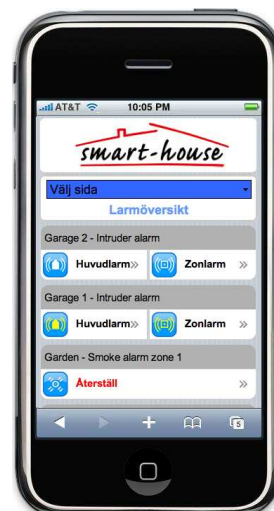 AT&T 10:05 PM
smart-house
Välj sida
Larmöversikt
Garage 2 - Intruder alarm
Huvudlarm» Zonlarm »
Garage 1 - Intruder alarm
Huvudlarm» Zonlarm »
Garden - Smoke alarm zone 1
Återställ »
5